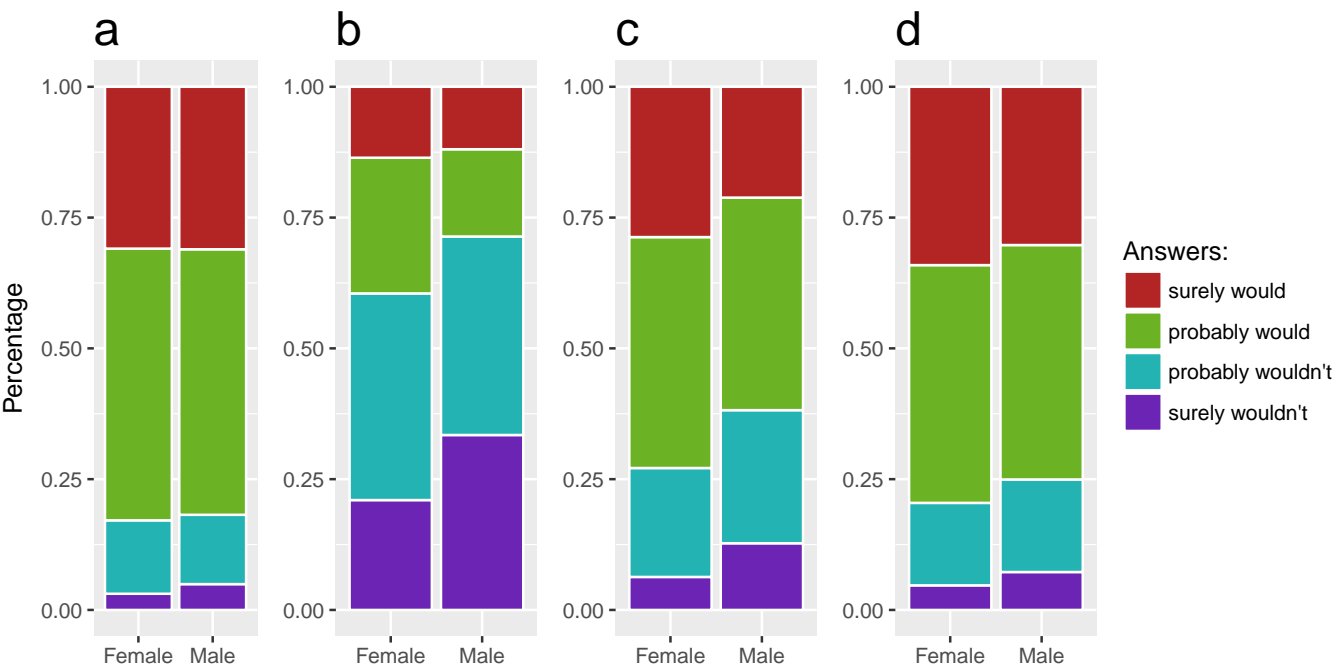 a b c d
Percentage
1.00 1.00 1.00 1.00
0.75 0.75 0.75 0.75
0.50 0.50 0.50 0.50
0.25 0.25 0.25 0.25
0.00 0.00 0.00 0.00
Female Male Female Male Female Male Female Male
Answers:
surely would
probably would
probably wouldn't
surely wouldn't